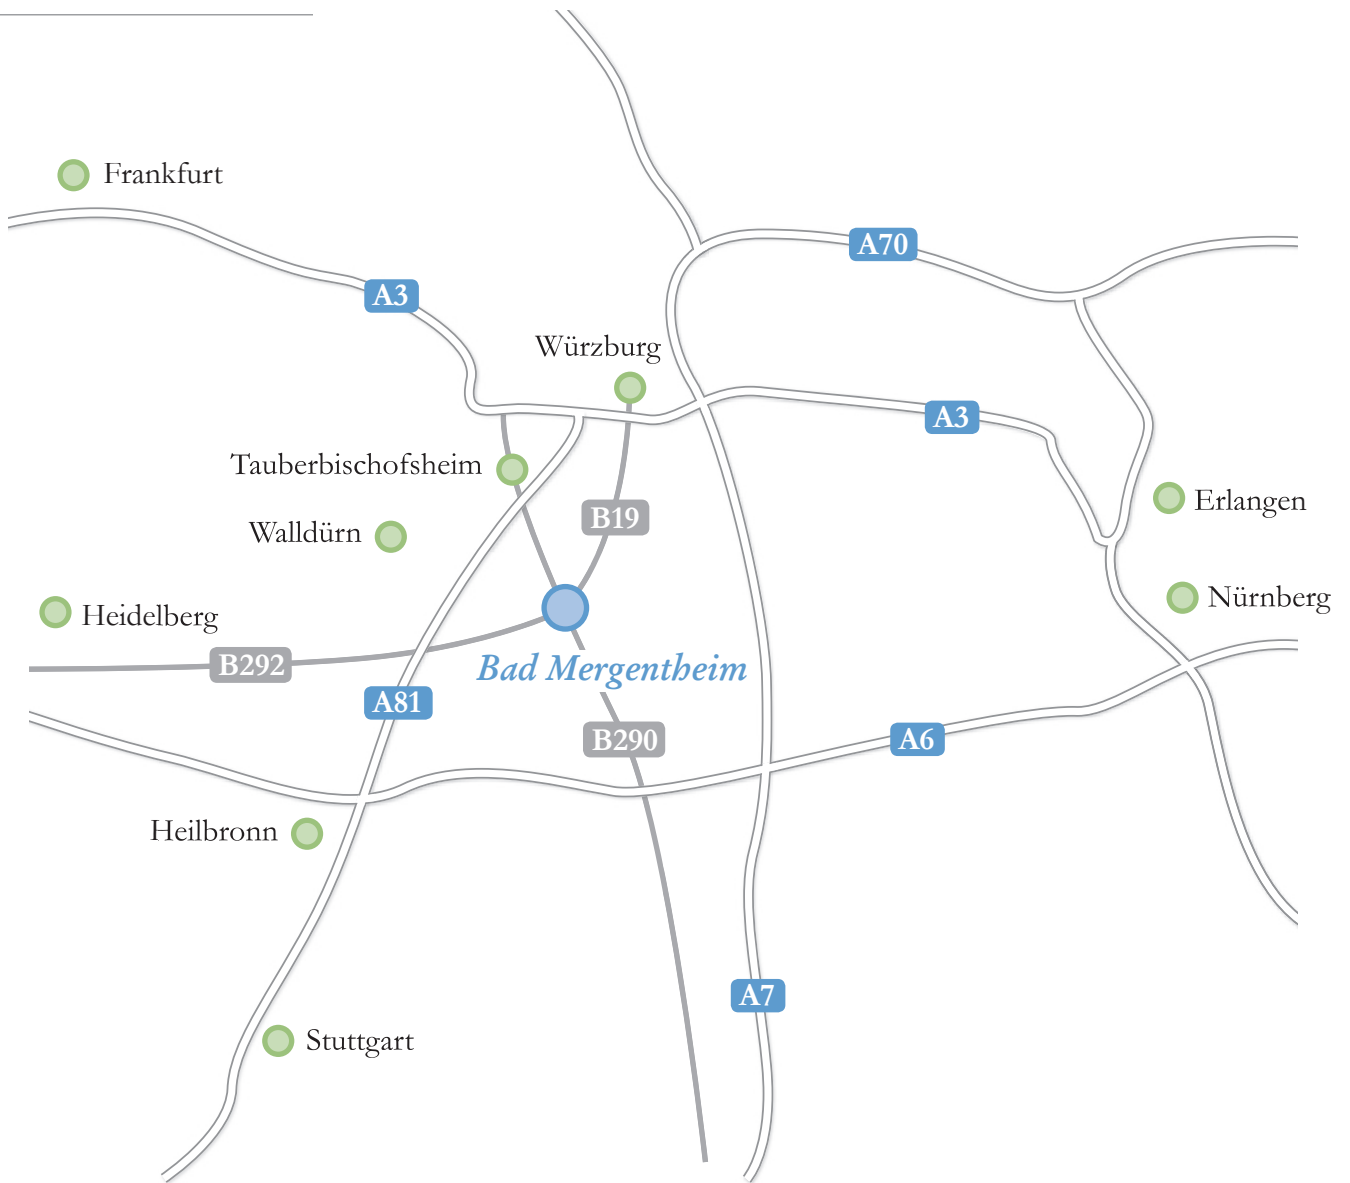 Frankfurt
A70
A3
Würzburg
A3
Tauberbischofsheim
Erlangen
B19
Walldürn
Nürnberg
Heidelberg
B292
Bad Mergentheim
A81
B290
A6
Heilbronn
A7
Stuttgart